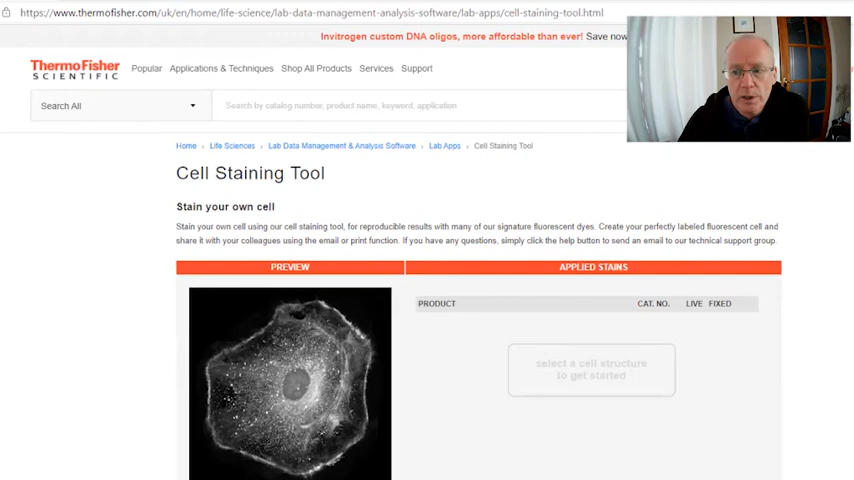 https://www.thermofisher.com/uk/en/home/life-science/lab-data-management-analysis-software/lab-apps/cell-staining-tool.html
Invitrogen custom DNA oligos, more affordable than ever! Save now
ThermoFisher
SCIENTIFIC
Popular Applications & Techniques Shop All Products Services Support
Search All Search by catalog number, product name, keyword, application
Home › Life Sciences › Lab Data Management & Analysis Software › Lab Apps › Cell Staining Tool
Cell Staining Tool
Stain your own cell
Stain your own cell using our cell staining tool, for reproducible results with many of our signature fluorescent dyes. Create your perfectly labeled fluorescent cell and
share it with your colleagues using the email or print function. If you have any questions, simply click the help button to send an email to our technical support group.
PREVIEW APPLIED STAINS
PRODUCT CAT. NO. LIVE FIXED
select a cell structure
to get started